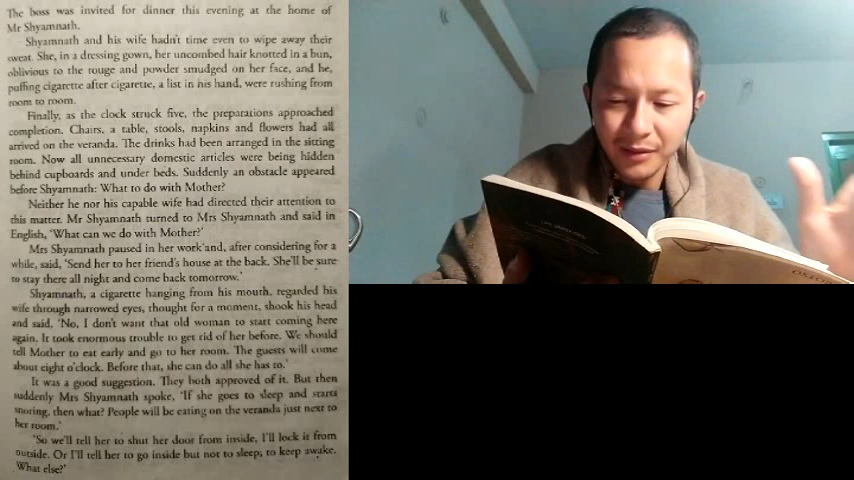 The boss was invited for dinner this evening at the home of
Mr Shyamnath.
Shyamnath and his wife hadn't time even to wipe away their
sweat. She, in a dressing gown, her uncombed hair knotted in a bun,
oblivious to the rouge and powder smudged on her face, and he,
puffing cigarette after cigarette, a list in his hand, were rushing from
room to room.
Finally, as the clock struck five, the preparations approached
completion. Chairs, a table, stools, napkins and flowers had all
arrived on the veranda. The drinks had been arranged in the sitting
room. Now all unnecessary domestic articles were being hidden
behind cupboards and under beds. Suddenly an obstacle appeared
before Shyamnath: What to do with Mother?
Neither he nor his capable wife had directed their attention to
this matter. Mr Shyamnath turned to Mrs Shyamnath and said in
English, 'What can we do with Mother?'
Mrs Shyamnath paused in her work and, after considering for a
while, said, 'Send her to her friend's house at the back. She'll be sure
to stay there all night and come back tomorrow.'
Shyamnath, a cigarette hanging from his mouth, regarded his
wife through narrowed eyes, thought for a moment, shook his head
and said, 'No, I don't want that old woman to start coming here
again. It took enormous trouble to get rid of her before. We should
tell Mother to eat early and go to her room. The guests will come
about eight o'clock. Before that, she can do all she has to.'
It was a good suggestion. They both approved of it. But then
suddenly Mrs Shyamnath spoke, 'If she goes to sleep and starts
snoring, then what? People will be eating on the veranda just next to
her room.'
'So we'll tell her to shut her door from inside, I'll lock it from
outside. Or I'll tell her to go inside but not to sleep; to keep awake.
What else?'